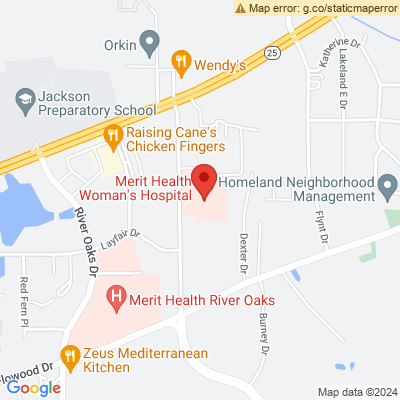 Map error: g.co/staticmaperror
Orkin
Wendy's
25
Katherine Dr
Lakeland E Dr
Jackson
Preparatory School
Raising Cane's
Chicken Fingers
Merit Health
Woman's Hospital
Homeland Neighborhood
Management
River Oaks Dr
Layfair Dr
Flynt Dr
Dexter Dr
Red Fern Pl
H
Merit Health River Oaks
Burney Dr
Zeus Mediterranean
Kitchen
Flowood Dr
Google
Map data ©2024